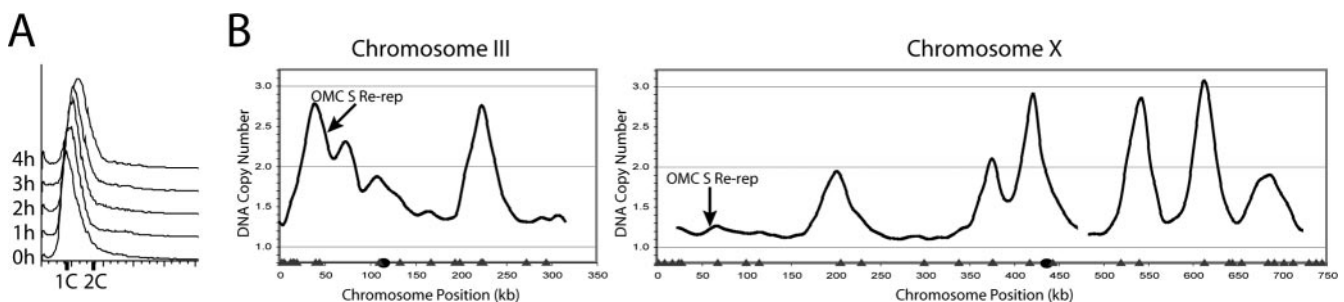 A
4h
3h
2h
1h
0h
1C 2C
B
Chromosome III
DNA Copy Number
3.0
2.5
2.0
1.5
1.0
OMC S Re-rep
0 50 100 150 200 250 300 350
Chromosome Position (kb)
Chromosome X
DNA Copy Number
3.0
2.5
2.0
1.5
1.0
OMC S Re-rep
0 50 100 150 200 250 300 350 400 450 500 550 600 650 700 750
Chromosome Position (kb)